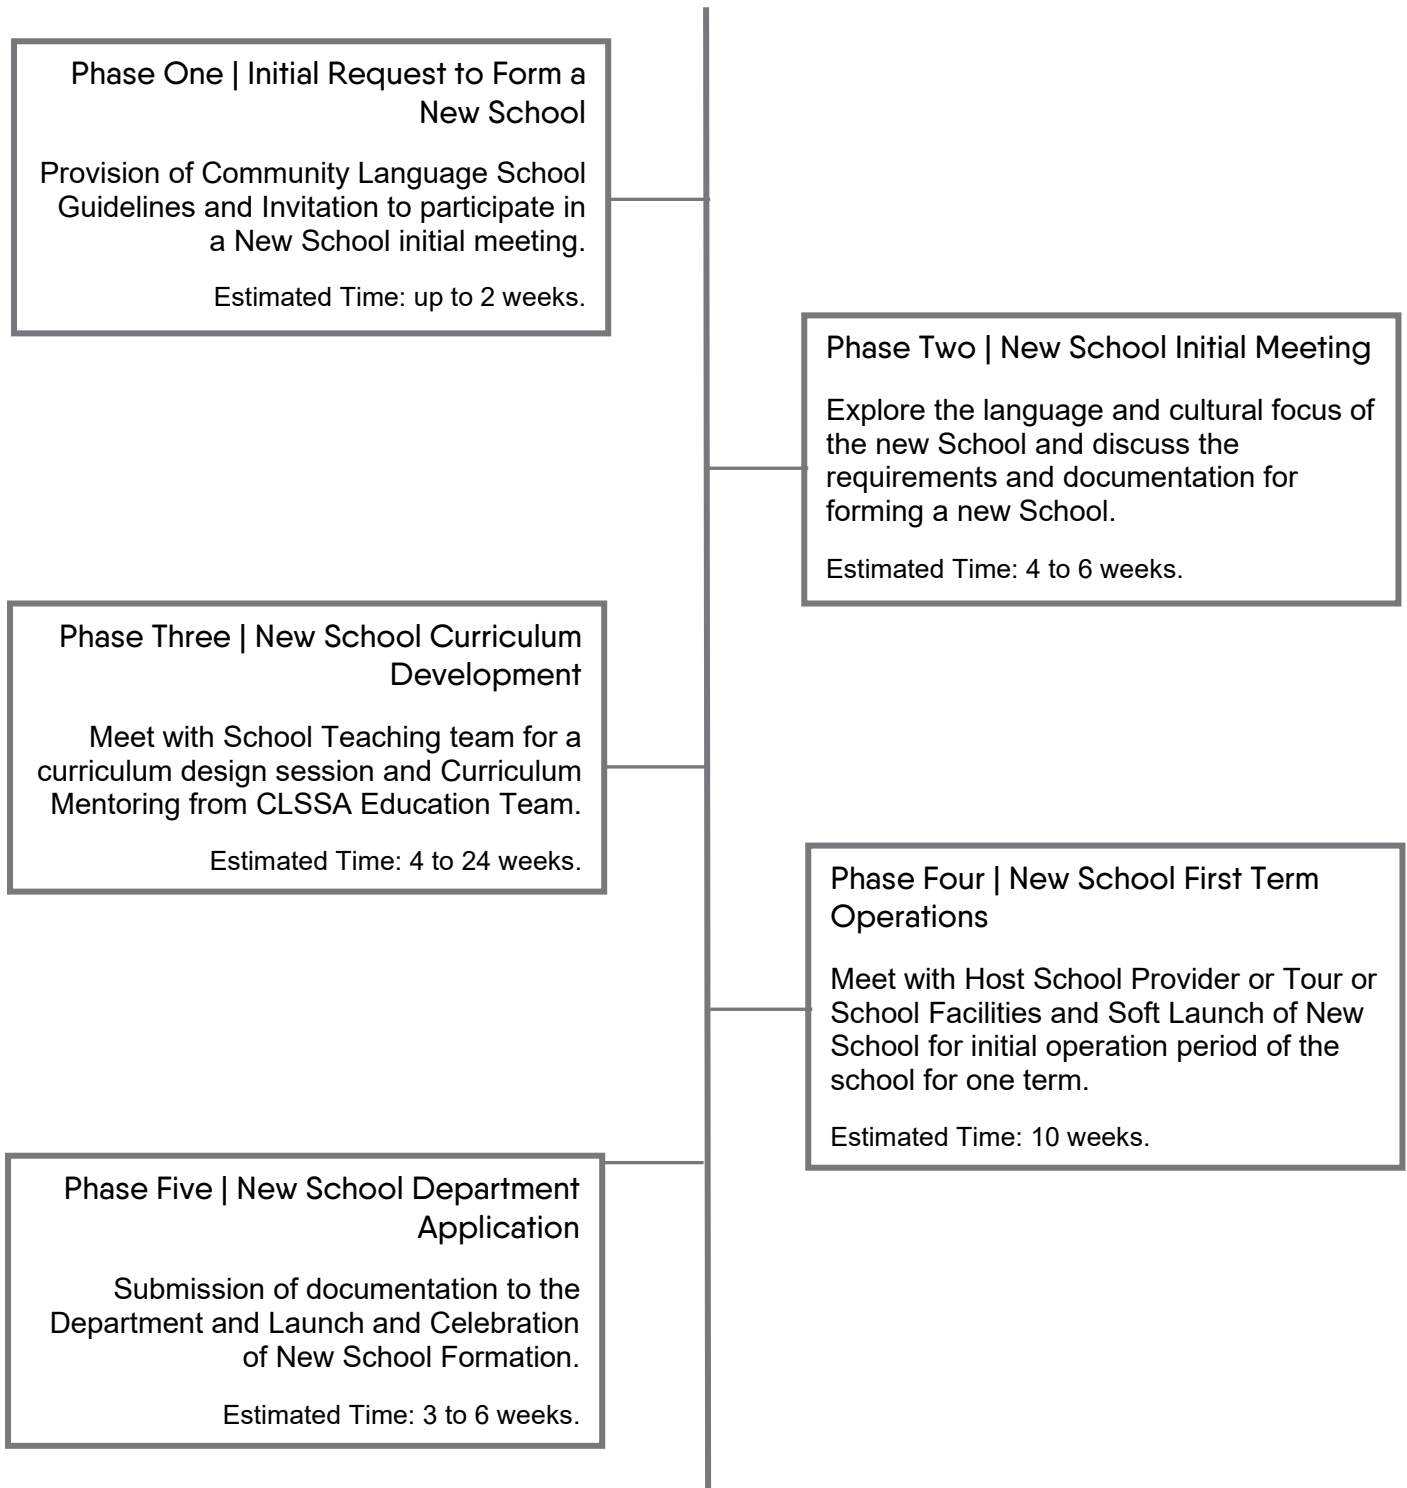 Phase One | Initial Request to Form a
New School
Provision of Community Language School
Guidelines and Invitation to participate in
a New School initial meeting.
Estimated Time: up to 2 weeks.
Phase Two | New School Initial Meeting
Explore the language and cultural focus of
the new School and discuss the
requirements and documentation for
forming a new School.
Estimated Time: 4 to 6 weeks.
Phase Three | New School Curriculum
Development
Meet with School Teaching team for a
curriculum design session and Curriculum
Mentoring from CLSSA Education Team.
Estimated Time: 4 to 24 weeks.
Phase Four | New School First Term
Operations
Meet with Host School Provider or Tour or
School Facilities and Soft Launch of New
School for initial operation period of the
school for one term.
Estimated Time: 10 weeks.
Phase Five | New School Department
Application
Submission of documentation to the
Department and Launch and Celebration
of New School Formation.
Estimated Time: 3 to 6 weeks.